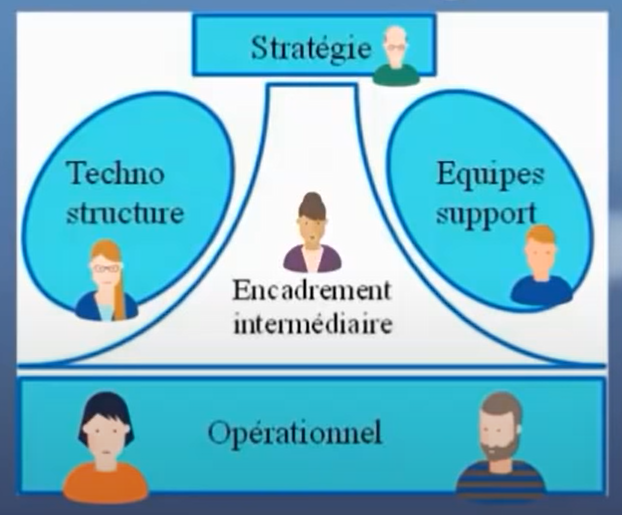 Stratégie
Techno
structure
Equipes
support
Encadrement
intermédiaire
Opérationnel